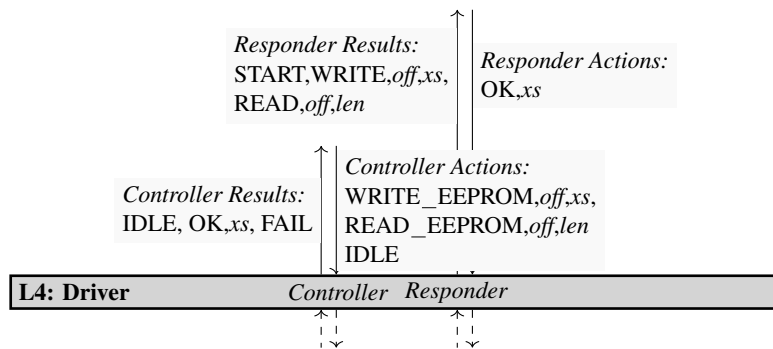 Responder Results:
START,WRITE,off,xs,
READ,off,len
Responder Actions:
OK,xs
Controller Results:
IDLE, OK,xs, FAIL
Controller Actions:
WRITE_EEPROM,off,xs,
READ_EEPROM,off,len
IDLE
L4: Driver Controller Responder